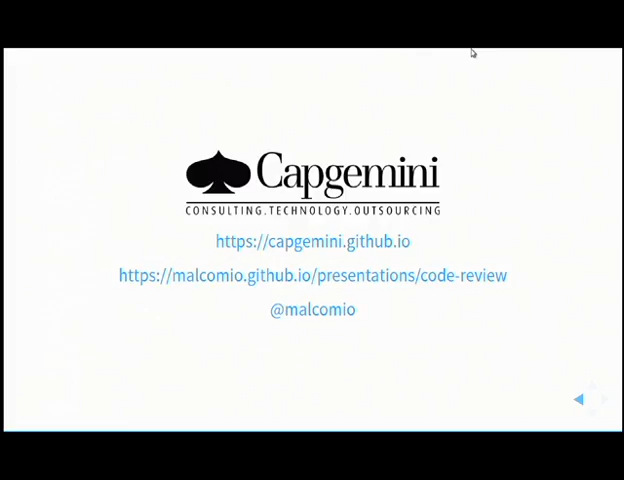 Capgemini
CONSULTING.TECHNOLOGY.OUTSOURCING
https://capgemini.github.io
https://malcomio.github.io/presentations/code-review
@malcomio